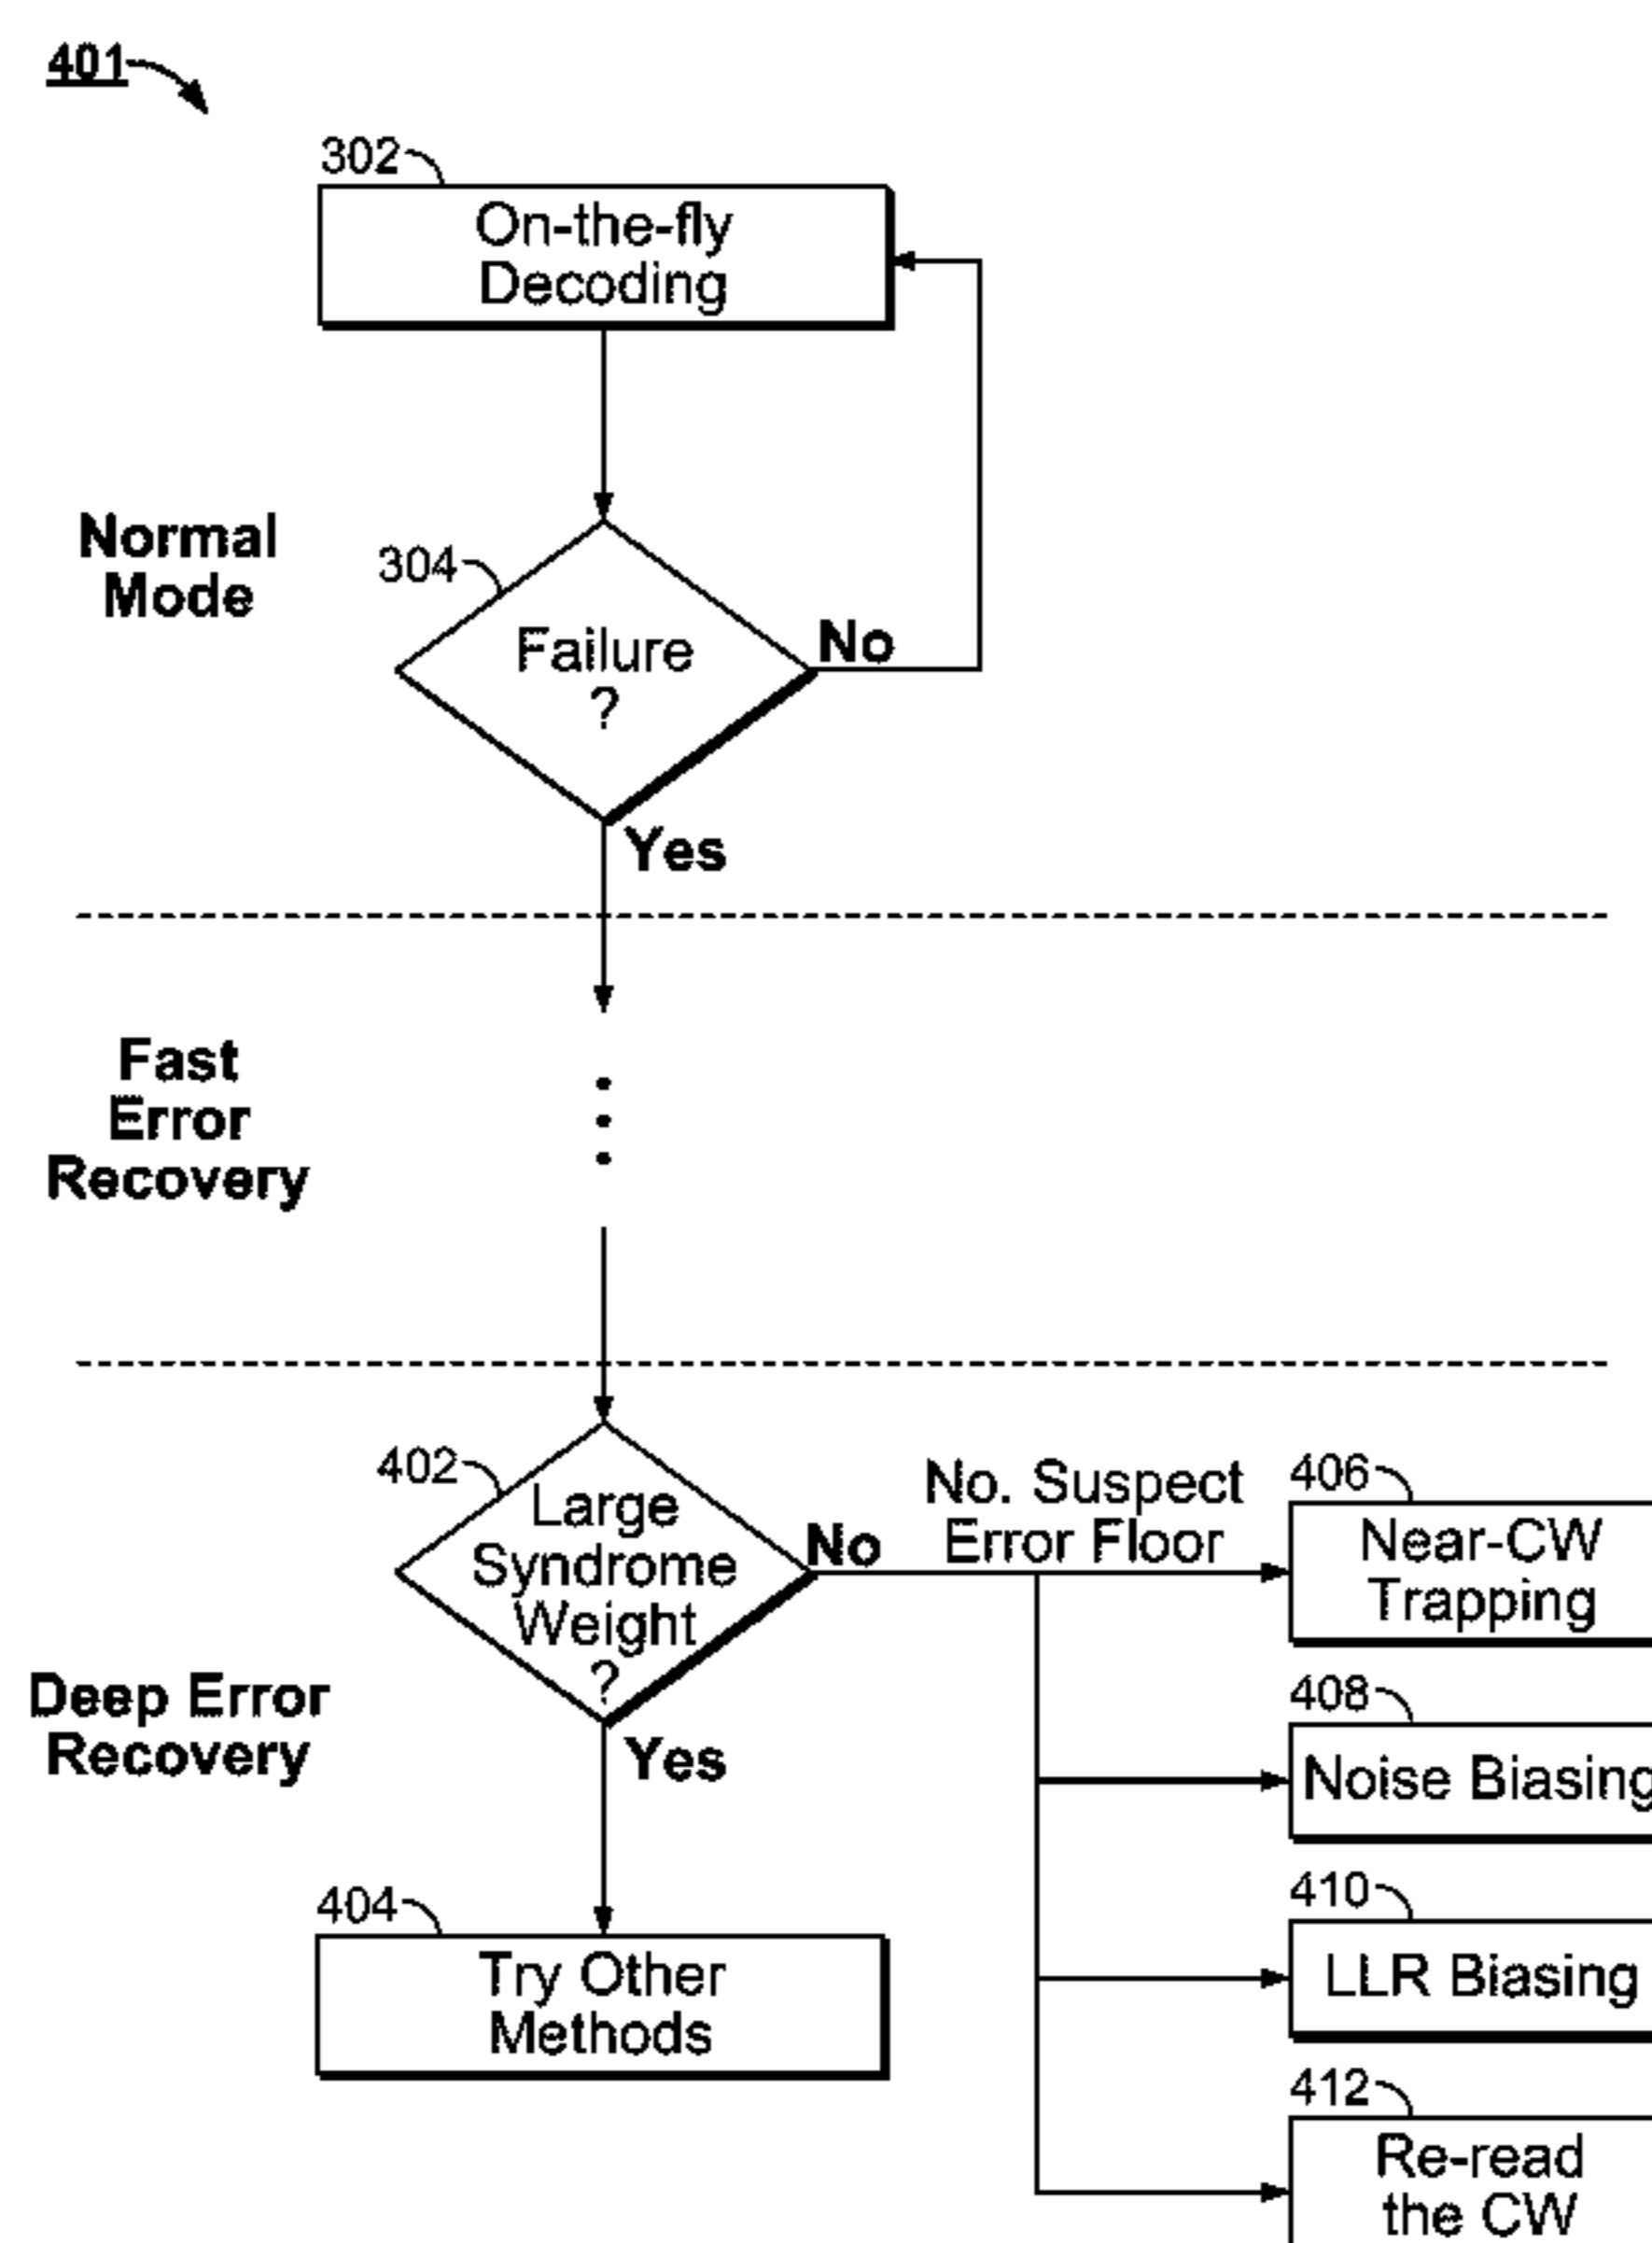 401
302
On-the-fly
Decoding
Normal
Mode
304
Failure
?
No
Yes
Fast
Error
Recovery
402
Large
Syndrome
Weight
?
No
No. Suspect
Error Floor
406
Near-CW
Trapping
Deep Error
Recovery
Yes
408
Noise Biasing
404
Try Other
Methods
410
LLR Biasing
412
Re-read
the CW